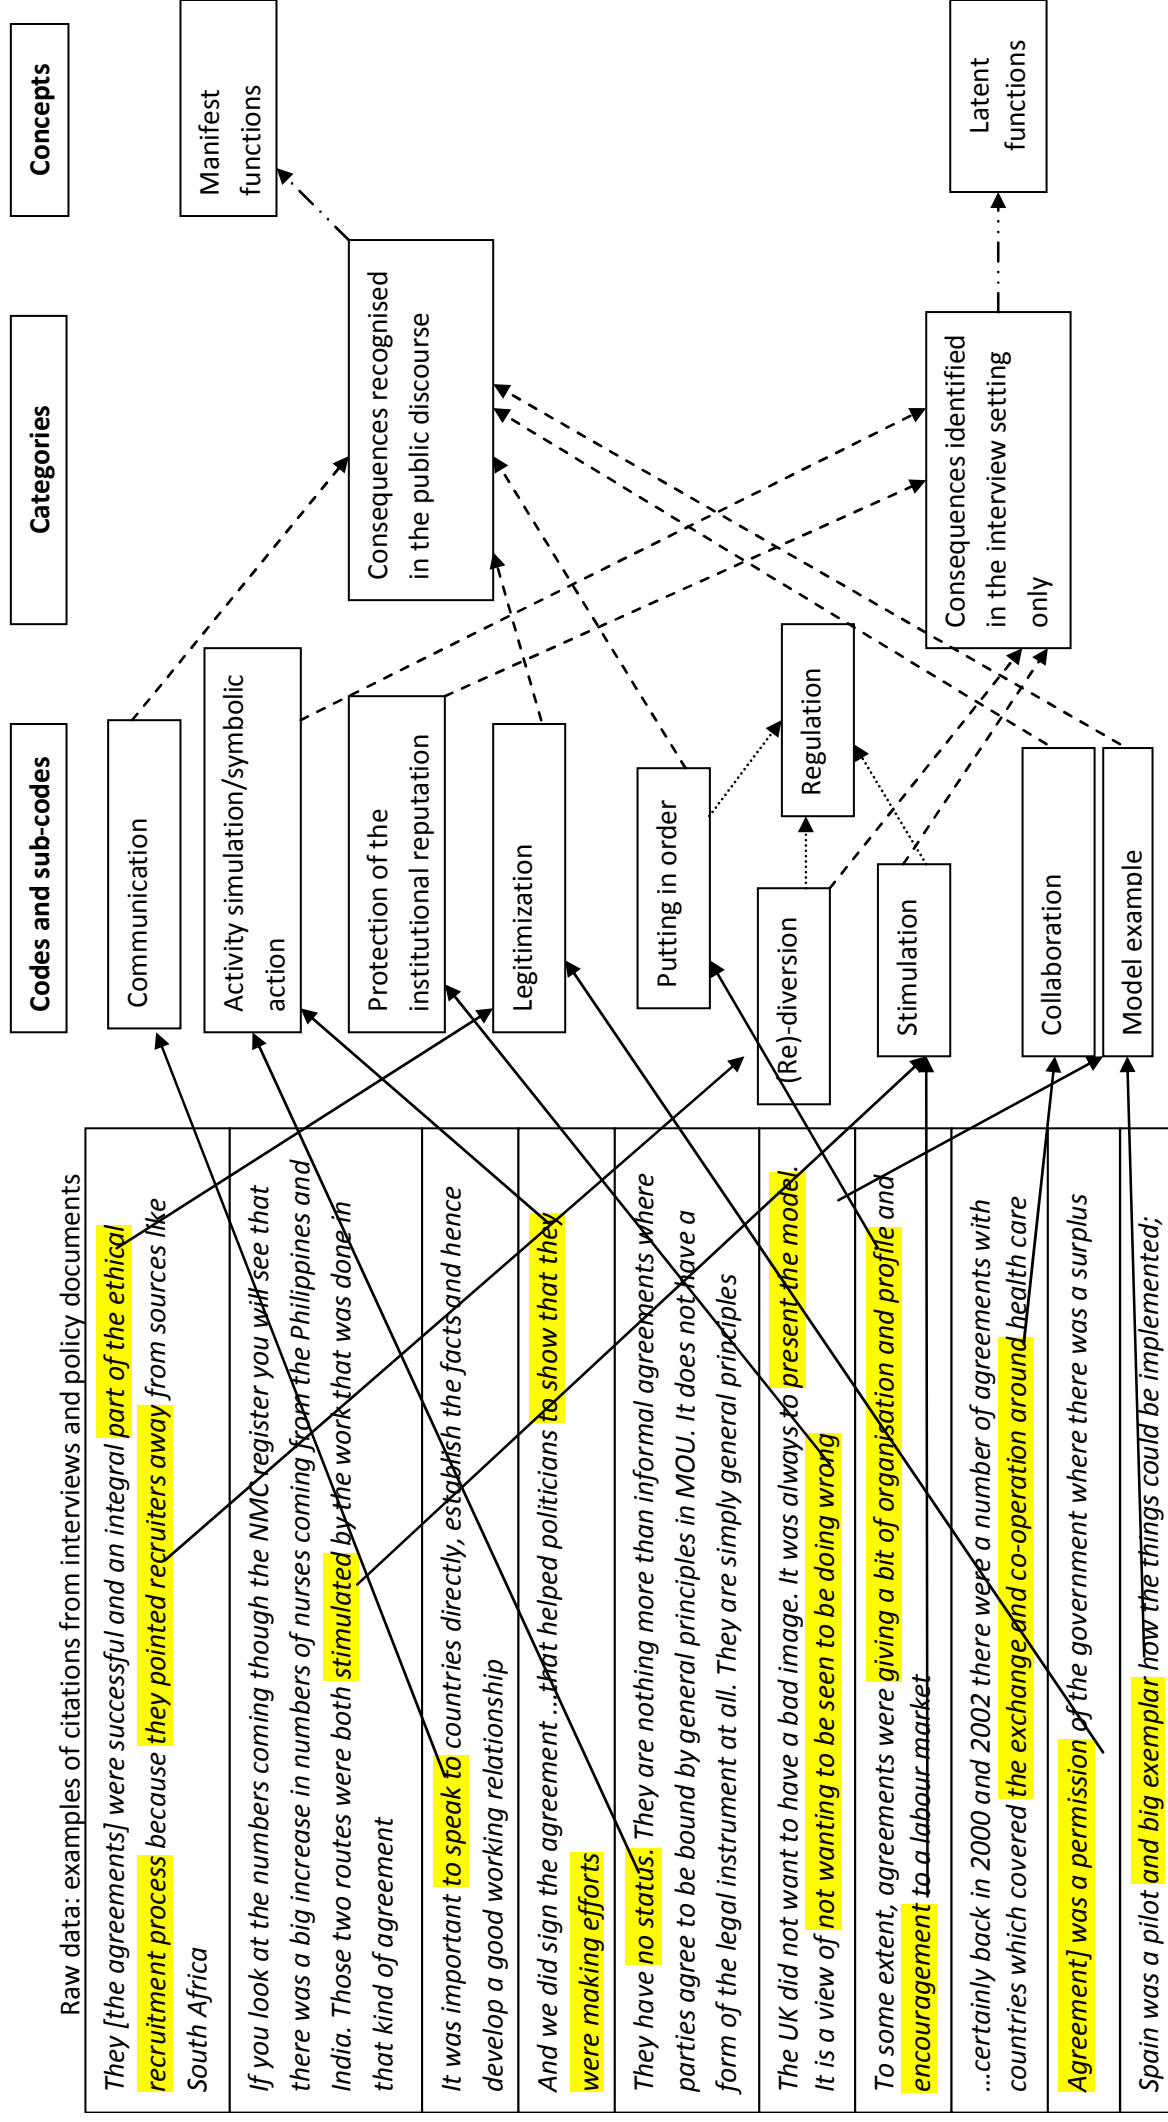 Raw data: examples of citations from interviews and policy documents
Codes and sub-codes
Categories
Concepts
They [the agreements] were successful and an integral part of the ethical
recruitment process because they pointed recruiters away from sources like
South Africa
If you look at the numbers coming though the NMC register you will see that
there was a big increase in numbers of nurses coming from the Philippines and
India. Those two routes were both stimulated by the work that was done in
that kind of agreement
It was important to speak to countries directly, establish the facts and hence
develop a good working relationship
And we did sign the agreement ...that helped politicians to show that they
were making efforts
They have no status. They are nothing more than informal agreements where
parties agree to be bound by general principles in MOU. It does not have a
form of the legal instrument at all. They are simply general principles
The UK did not want to have a bad image. It was always to present the model.
It is a view of not wanting to be seen to be doing wrong
To some extent, agreements were giving a bit of organisation and profile and
encouragement to a labour market
...certainly back in 2000 and 2002 there were a number of agreements with
countries which covered the exchange and co-operation around health care
Agreement] was a permission of the government where there was a surplus
Spain was a pilot and big exemplar how the things could be implemented;
Communication
Activity simulation/symbolic
action
Protection of the
institutional reputation
Legitimization
Putting in order
(Re)-diversion
Regulation
Stimulation
Collaboration
Model example
Consequences recognised
in the public discourse
Consequences identified
in the interview setting
only
Manifest
functions
Latent
functions